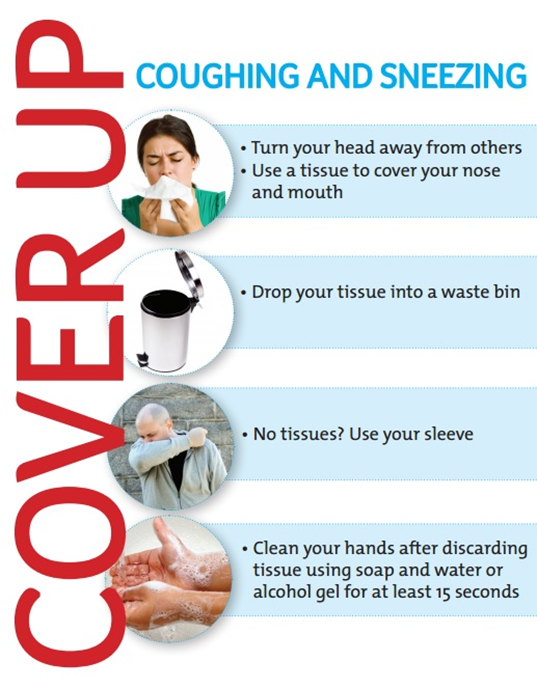 COVER UP
COUGHING AND SNEEZING
• Turn your head away from others
• Use a tissue to cover your nose
and mouth
• Drop your tissue into a waste bin
• No tissues? Use your sleeve
• Clean your hands after discarding
tissue using soap and water or
alcohol gel for at least 15 seconds